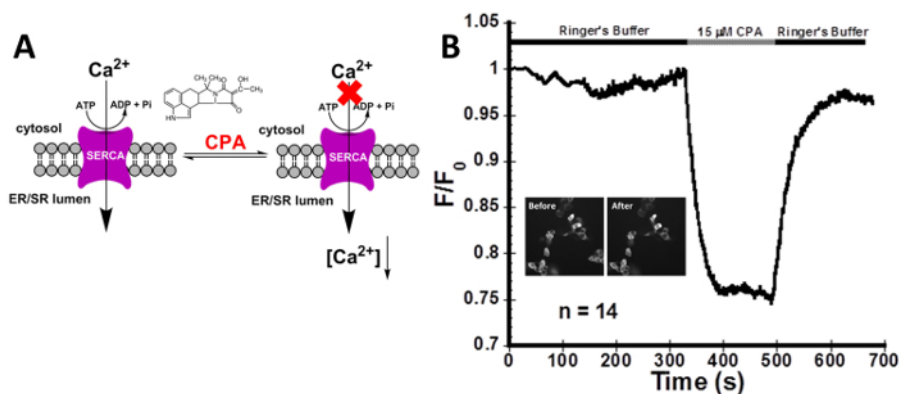 A
Ca2+
ATP
ADP + Pi
cytosol
SERCA
ER/SR lumen
CH3
OH
CH3
N
O
O
HN
CPA
Ca2+
ATP
ADP + Pi
cytosol
SERCA
ER/SR lumen
[Ca2+]
B
Ringer's Buffer
15 µM CPA
Ringer's Buffer
1.05
1
0.95
0.9
0.85
0.8
0.75
0.7
F/F0
Before
After
n = 14
0
100
200
300
400
500
600
700
Time (s)